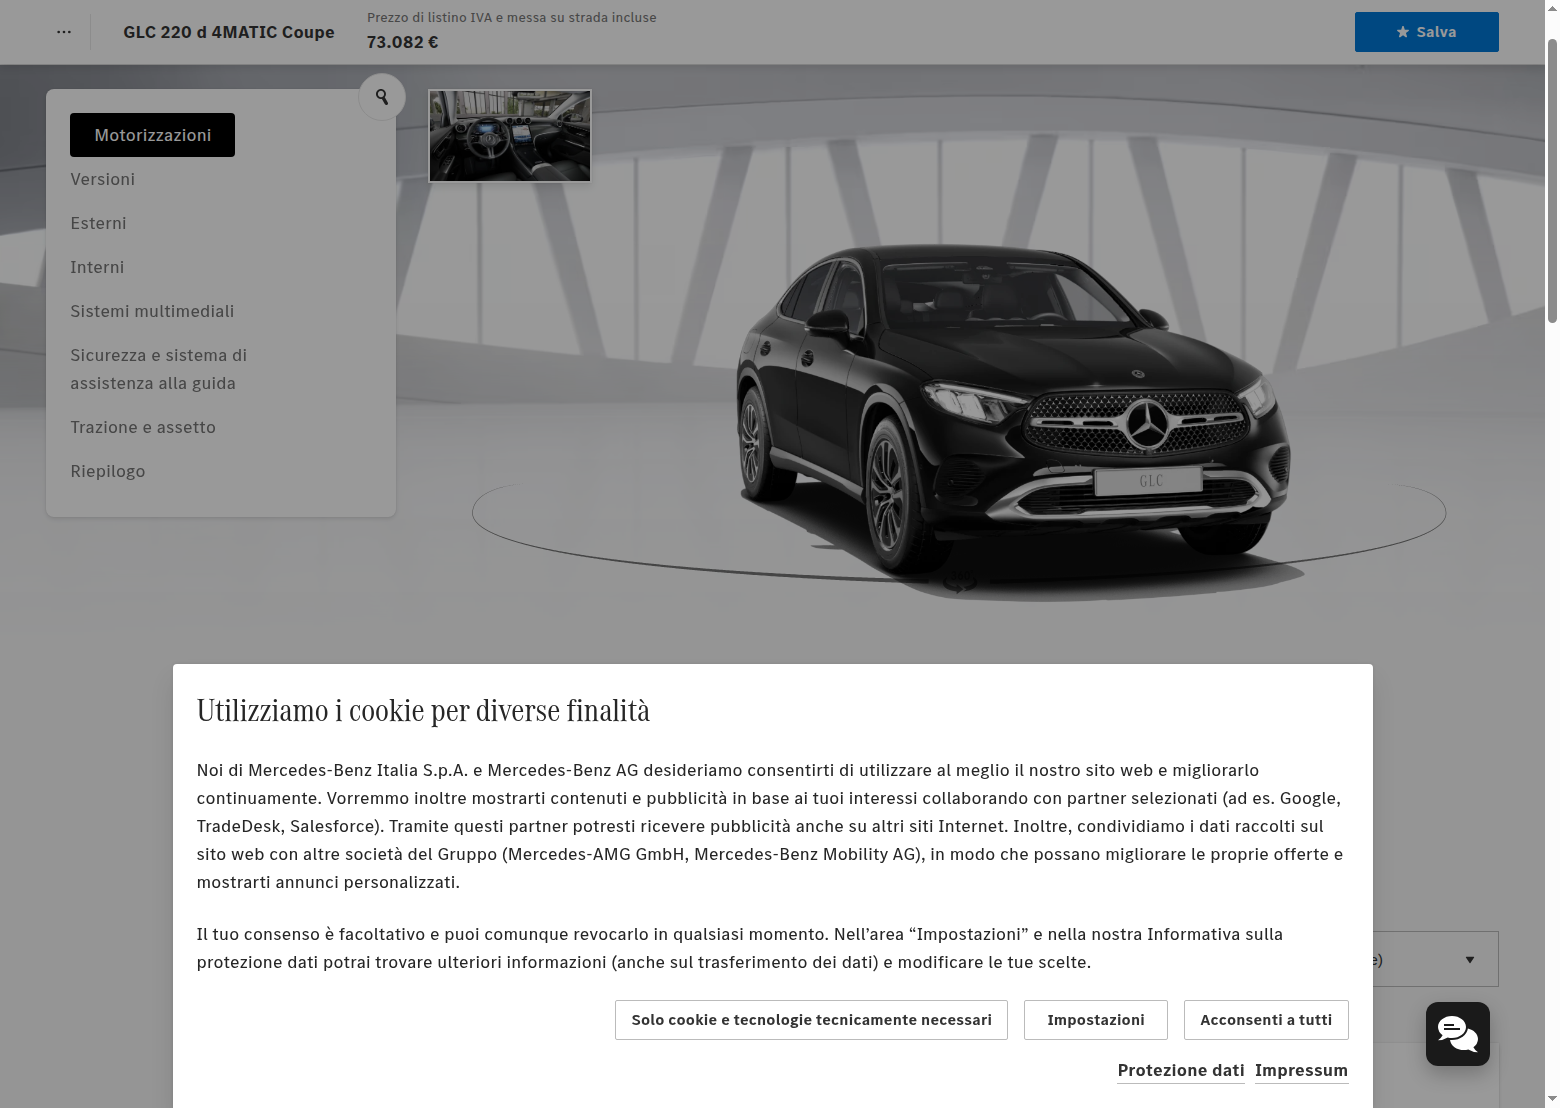 GLC 220 d 4MATIC Coupe
Prezzo di listino IVA e messa su strada incluse
73.082 €
Salva
Motorizzazioni
Versioni
Esterni
Interni
Sistemi multimediali
Sicurezza e sistema di
assistenza alla guida
Trazione e assetto
Riepilogo
GLC
Utilizziamo i cookie per diverse finalità
Noi di Mercedes-Benz Italia S.p.A. e Mercedes-Benz AG desideriamo consentirti di utilizzare al meglio il nostro sito web e migliorarlo
continuamente. Vorremmo inoltre mostrarti contenuti e pubblicità in base ai tuoi interessi collaborando con partner selezionati (ad es. Google,
TradeDesk, Salesforce). Tramite questi partner potresti ricevere pubblicità anche su altri siti Internet. Inoltre, condividiamo i dati raccolti sul
sito web con altre società del Gruppo (Mercedes-AMG GmbH, Mercedes-Benz Mobility AG), in modo che possano migliorare le proprie offerte e
mostrarti annunci personalizzati.
Il tuo consenso è facoltativo e puoi comunque revocarlo in qualsiasi momento. Nell'area “Impostazioni” e nella nostra Informativa sulla
protezione dati potrai trovare ulteriori informazioni (anche sul trasferimento dei dati) e modificare le tue scelte.
Solo cookie e tecnologie tecnicamente necessari
Impostazioni
Acconsenti a tutti
Protezione dati
Impressum